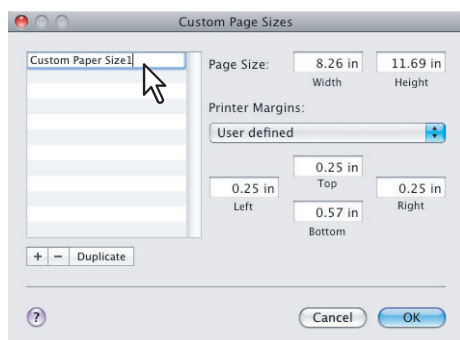 Custom Page Sizes
Custom Paper Size1
Page Size: 8.26 in 11.69 in
Width Height
Printer Margins:
User defined
0.25 in
Top
0.25 in 0.25 in
Left Right
0.57 in
Bottom
+ − Duplicate
? Cancel OK